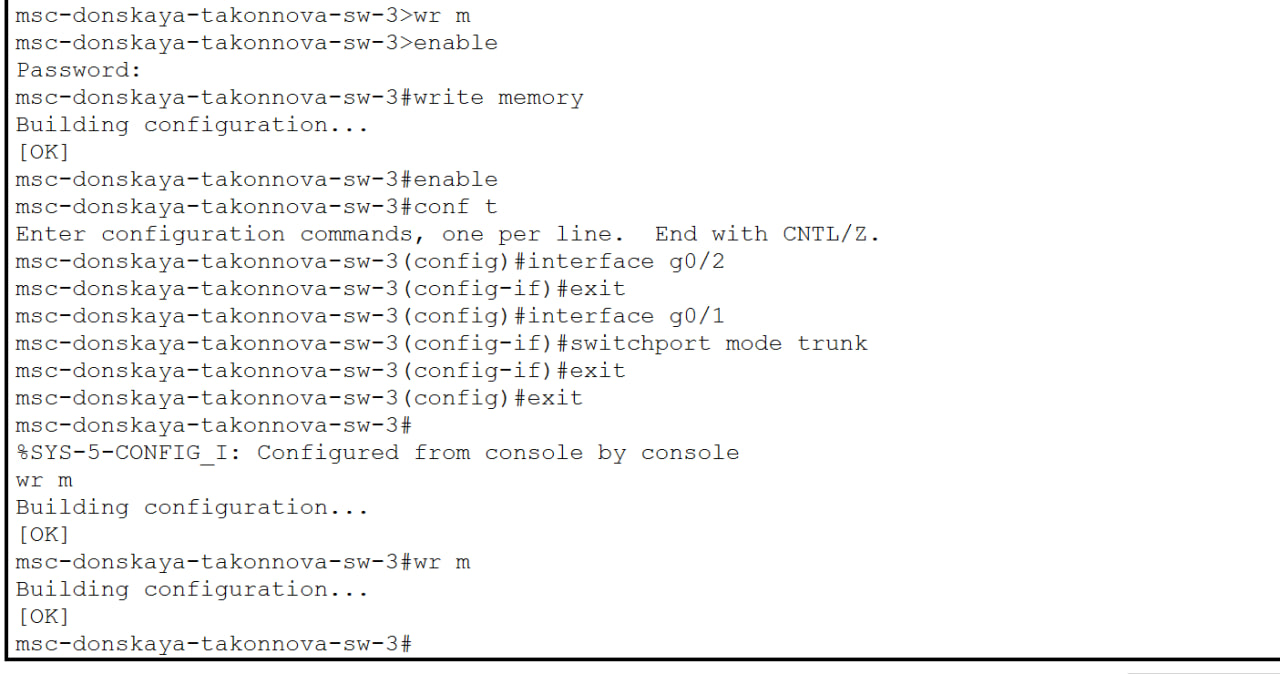 msc-donskaya-takonnova-sw-3>wr m
msc-donskaya-takonnova-sw-3>enable
Password:
msc-donskaya-takonnova-sw-3#write memory
Building configuration...
[OK]
msc-donskaya-takonnova-sw-3#enable
msc-donskaya-takonnova-sw-3#conf t
Enter configuration commands, one per line.  End with CNTL/Z.
msc-donskaya-takonnova-sw-3(config)#interface g0/2
msc-donskaya-takonnova-sw-3(config-if)#exit
msc-donskaya-takonnova-sw-3(config)#interface g0/1
msc-donskaya-takonnova-sw-3(config-if)#switchport mode trunk
msc-donskaya-takonnova-sw-3(config-if)#exit
msc-donskaya-takonnova-sw-3(config)#exit
msc-donskaya-takonnova-sw-3#
%SYS-5-CONFIG_I: Configured from console by console
wr m
Building configuration...
[OK]
msc-donskaya-takonnova-sw-3#wr m
Building configuration...
[OK]
msc-donskaya-takonnova-sw-3#